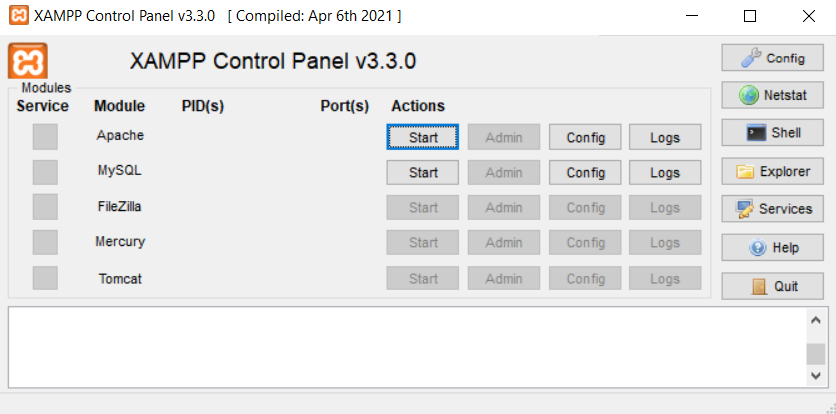 XAMPP Control Panel v3.3.0 [ Compiled: Apr 6th 2021 ]
XAMPP Control Panel v3.3.0
Config
Modules
Service Module PID(s) Port(s) Actions
Netstat
Apache Start Admin Config Logs
Shell
MySQL Start Admin Config Logs
Explorer
FileZilla Start Admin Config Logs
Services
Mercury Start Admin Config Logs
Help
Tomcat Start Admin Config Logs
Quit